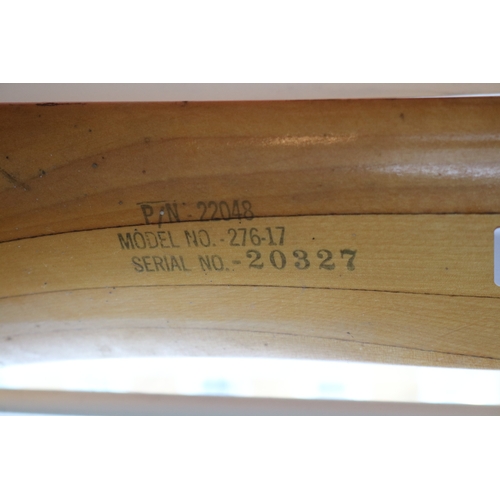 P/N - 22048
MODEL NO. - 276-17
SERIAL NO. - 20327